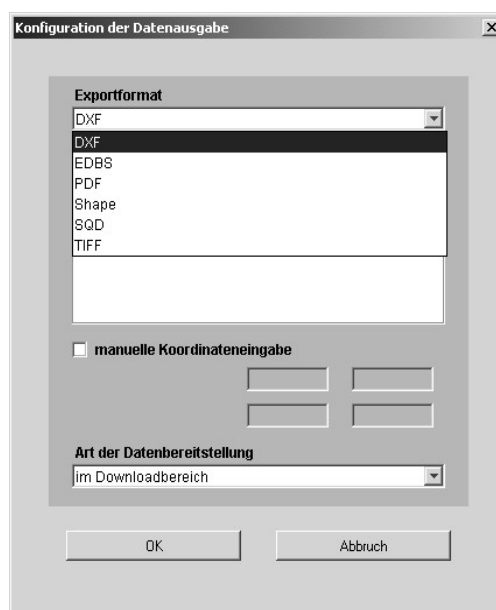 Konfiguration der Datenausgabe
Exportformat
DXF
DXF
EDBS
PDF
Shape
SQD
TIFF
manuelle Koordinateneingabe
Art der Datenbereitstellung
im Downloadbereich
OK
Abbruch